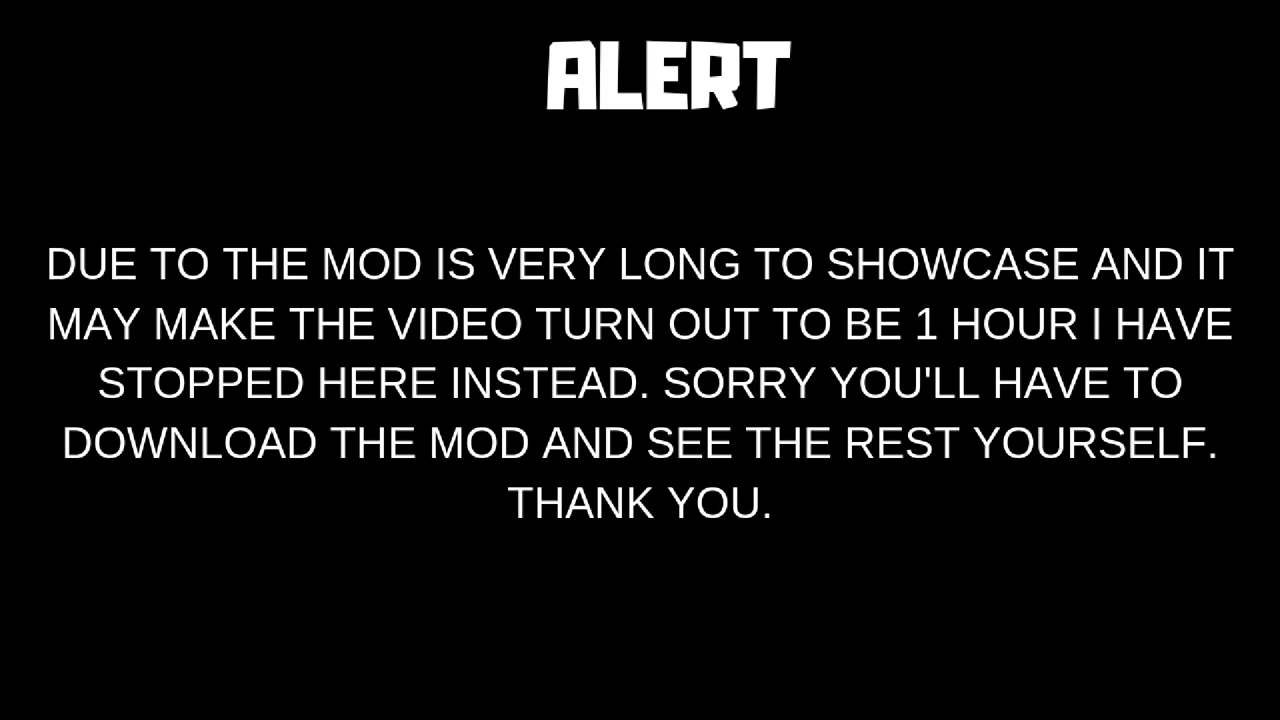 ALERT
DUE TO THE MOD IS VERY LONG TO SHOWCASE AND IT
MAY MAKE THE VIDEO TURN OUT TO BE 1 HOUR I HAVE
STOPPED HERE INSTEAD. SORRY YOU'LL HAVE TO
DOWNLOAD THE MOD AND SEE THE REST YOURSELF.
THANK YOU.